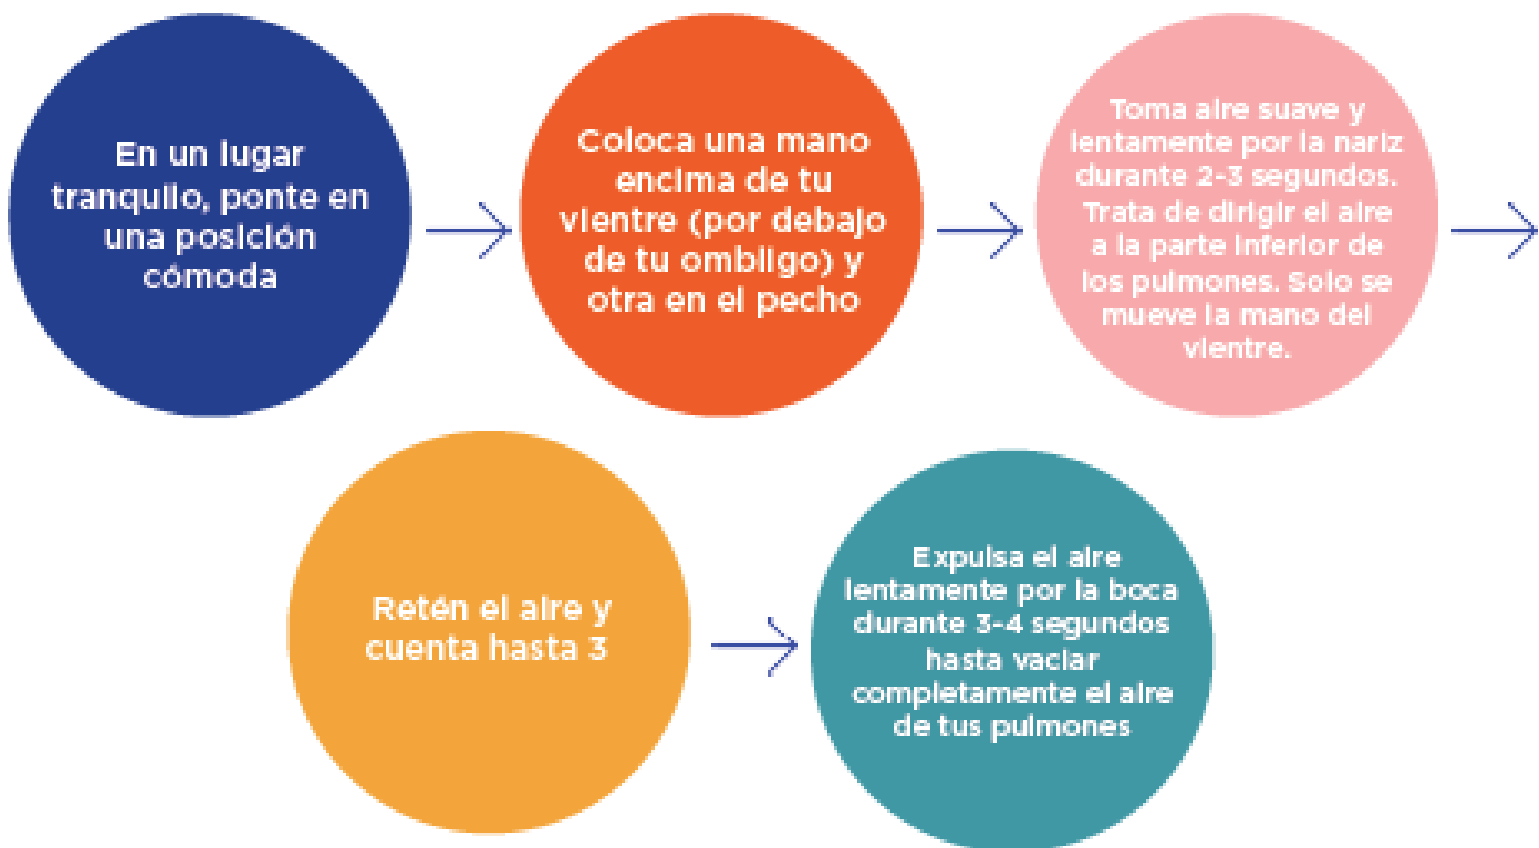 En un lugar
tranquilo, ponte en
una posición
cómoda
Coloca una mano
encima de tu
vientre (por debajo
de tu ombligo) y
otra en el pecho
Toma aire suave y
lentamente por la nariz
durante 2-3 segundos.
Trata de dirigir el aire
a la parte inferior de
los pulmones. Solo se
mueve la mano del
vientre.
Retén el aire y
cuenta hasta 3
Expulsa el aire
lentamente por la boca
durante 3-4 segundos
hasta vaciar
completamente el aire
de tus pulmones